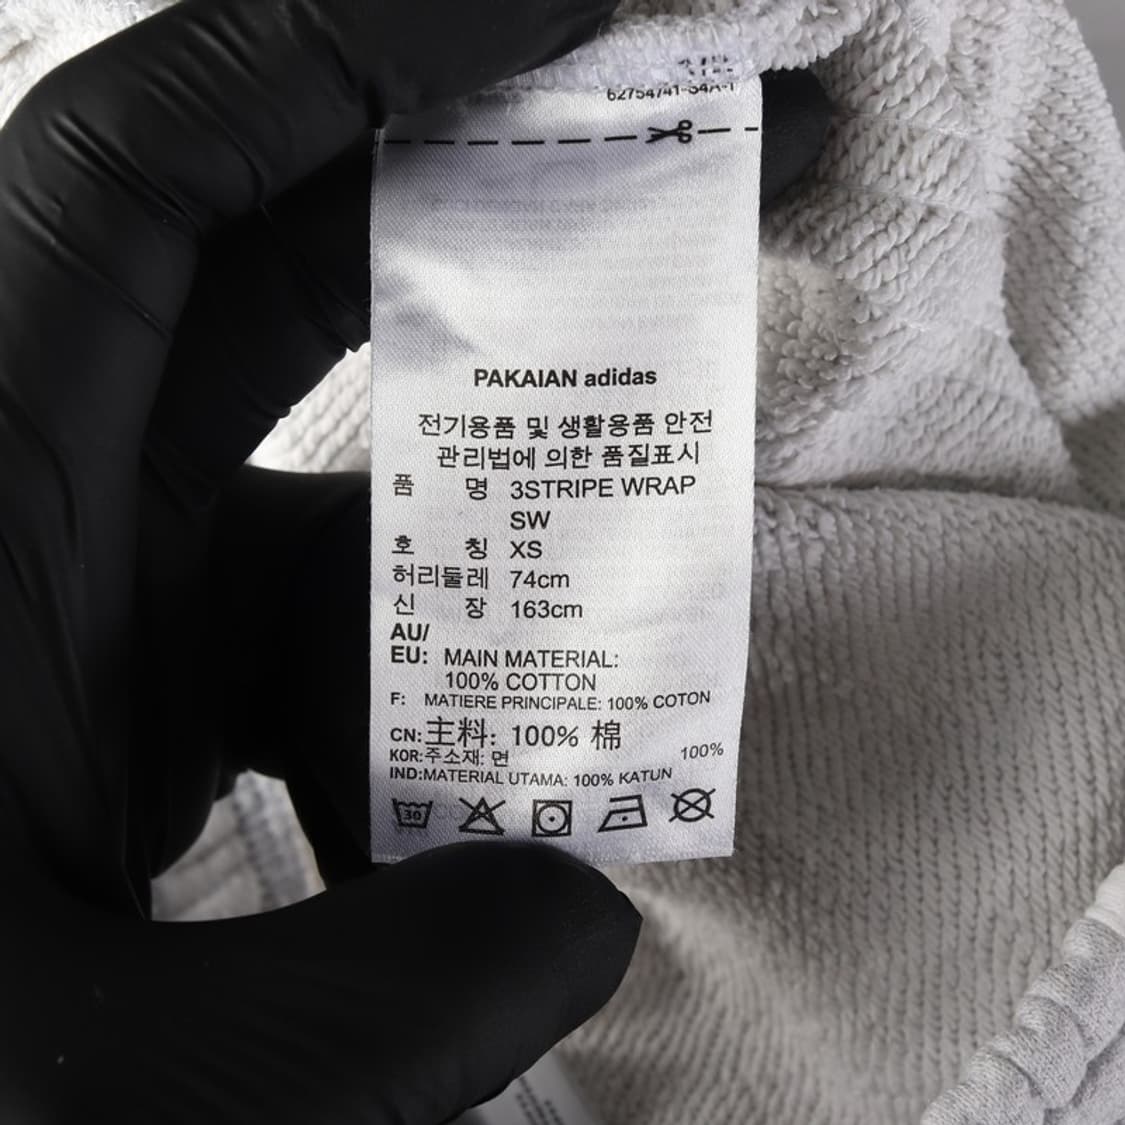 62754741-S4A-1
PAKAIAN adidas
전기용품 및 생활용품 안전
관리법에 의한 품질표시
품 명 3STRIPE WRAP
SW
호 칭 XS
허리둘레 74cm
신 장 163cm
AU/
EU: MAIN MATERIAL:
100% COTTON
F: MATIERE PRINCIPALE: 100% COTON
CN:主料: 100% 棉
KOR:주소재: 면 100%
IND:MATERIAL UTAMA: 100% KATUN
30